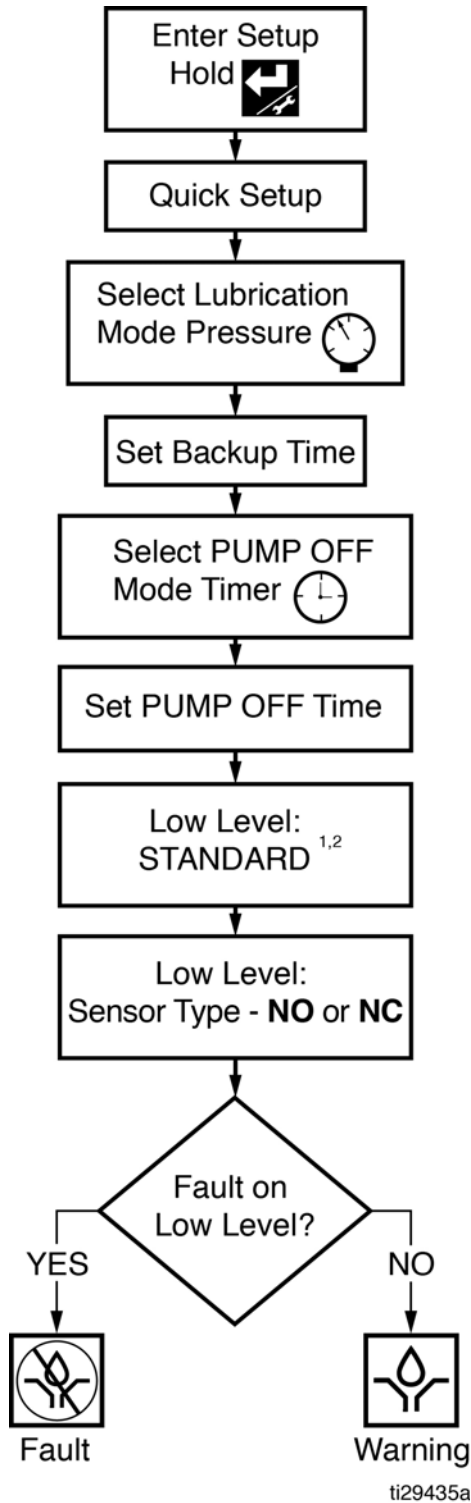 Enter Setup
Hold
Quick Setup
Select Lubrication
Mode Pressure
Set Backup Time
Select PUMP OFF
Mode Timer
Set PUMP OFF Time
Low Level:
STANDARD 1,2
Low Level:
Sensor Type - NO or NC
Fault on
Low Level?
YES
NO
Fault
Warning
ti29435a